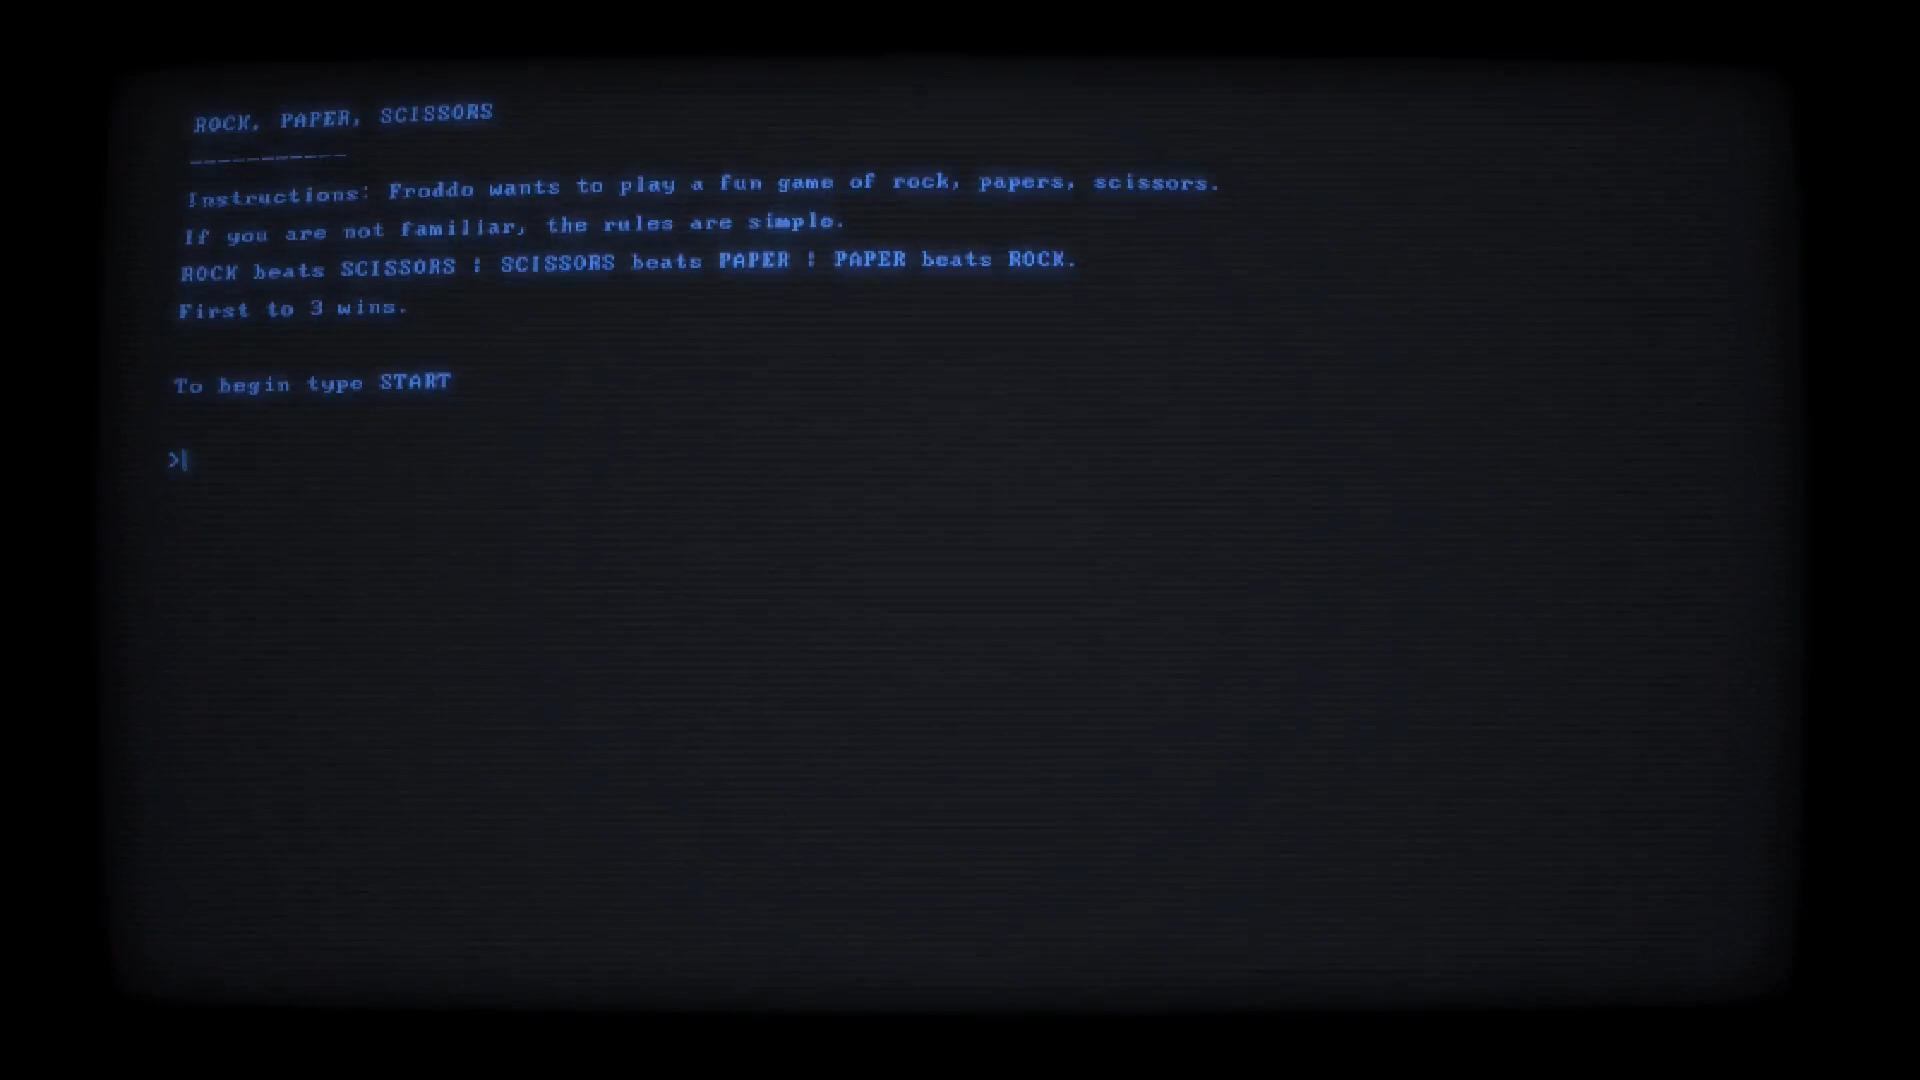 ROCK, PAPER, SCISSORS
-----------
Instructions: Froddo wants to play a fun game of rock, papers, scissors.
If you are not familiar, the rules are simple.
ROCK beats SCISSORS | SCISSORS beats PAPER | PAPER beats ROCK.
First to 3 wins.
To begin type START
>|